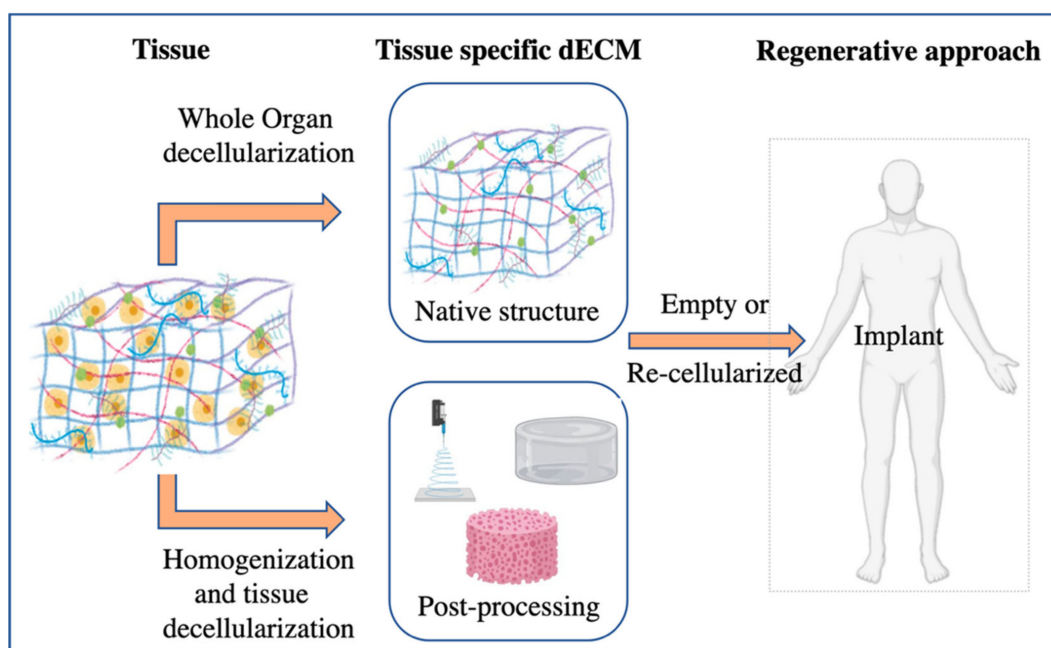 Tissue
Tissue specific dECM
Regenerative approach
Whole Organ
decellularization
Native structure
Empty or
Re-cellularized
Implant
Homogenization
and tissue
decellularization
Post-processing